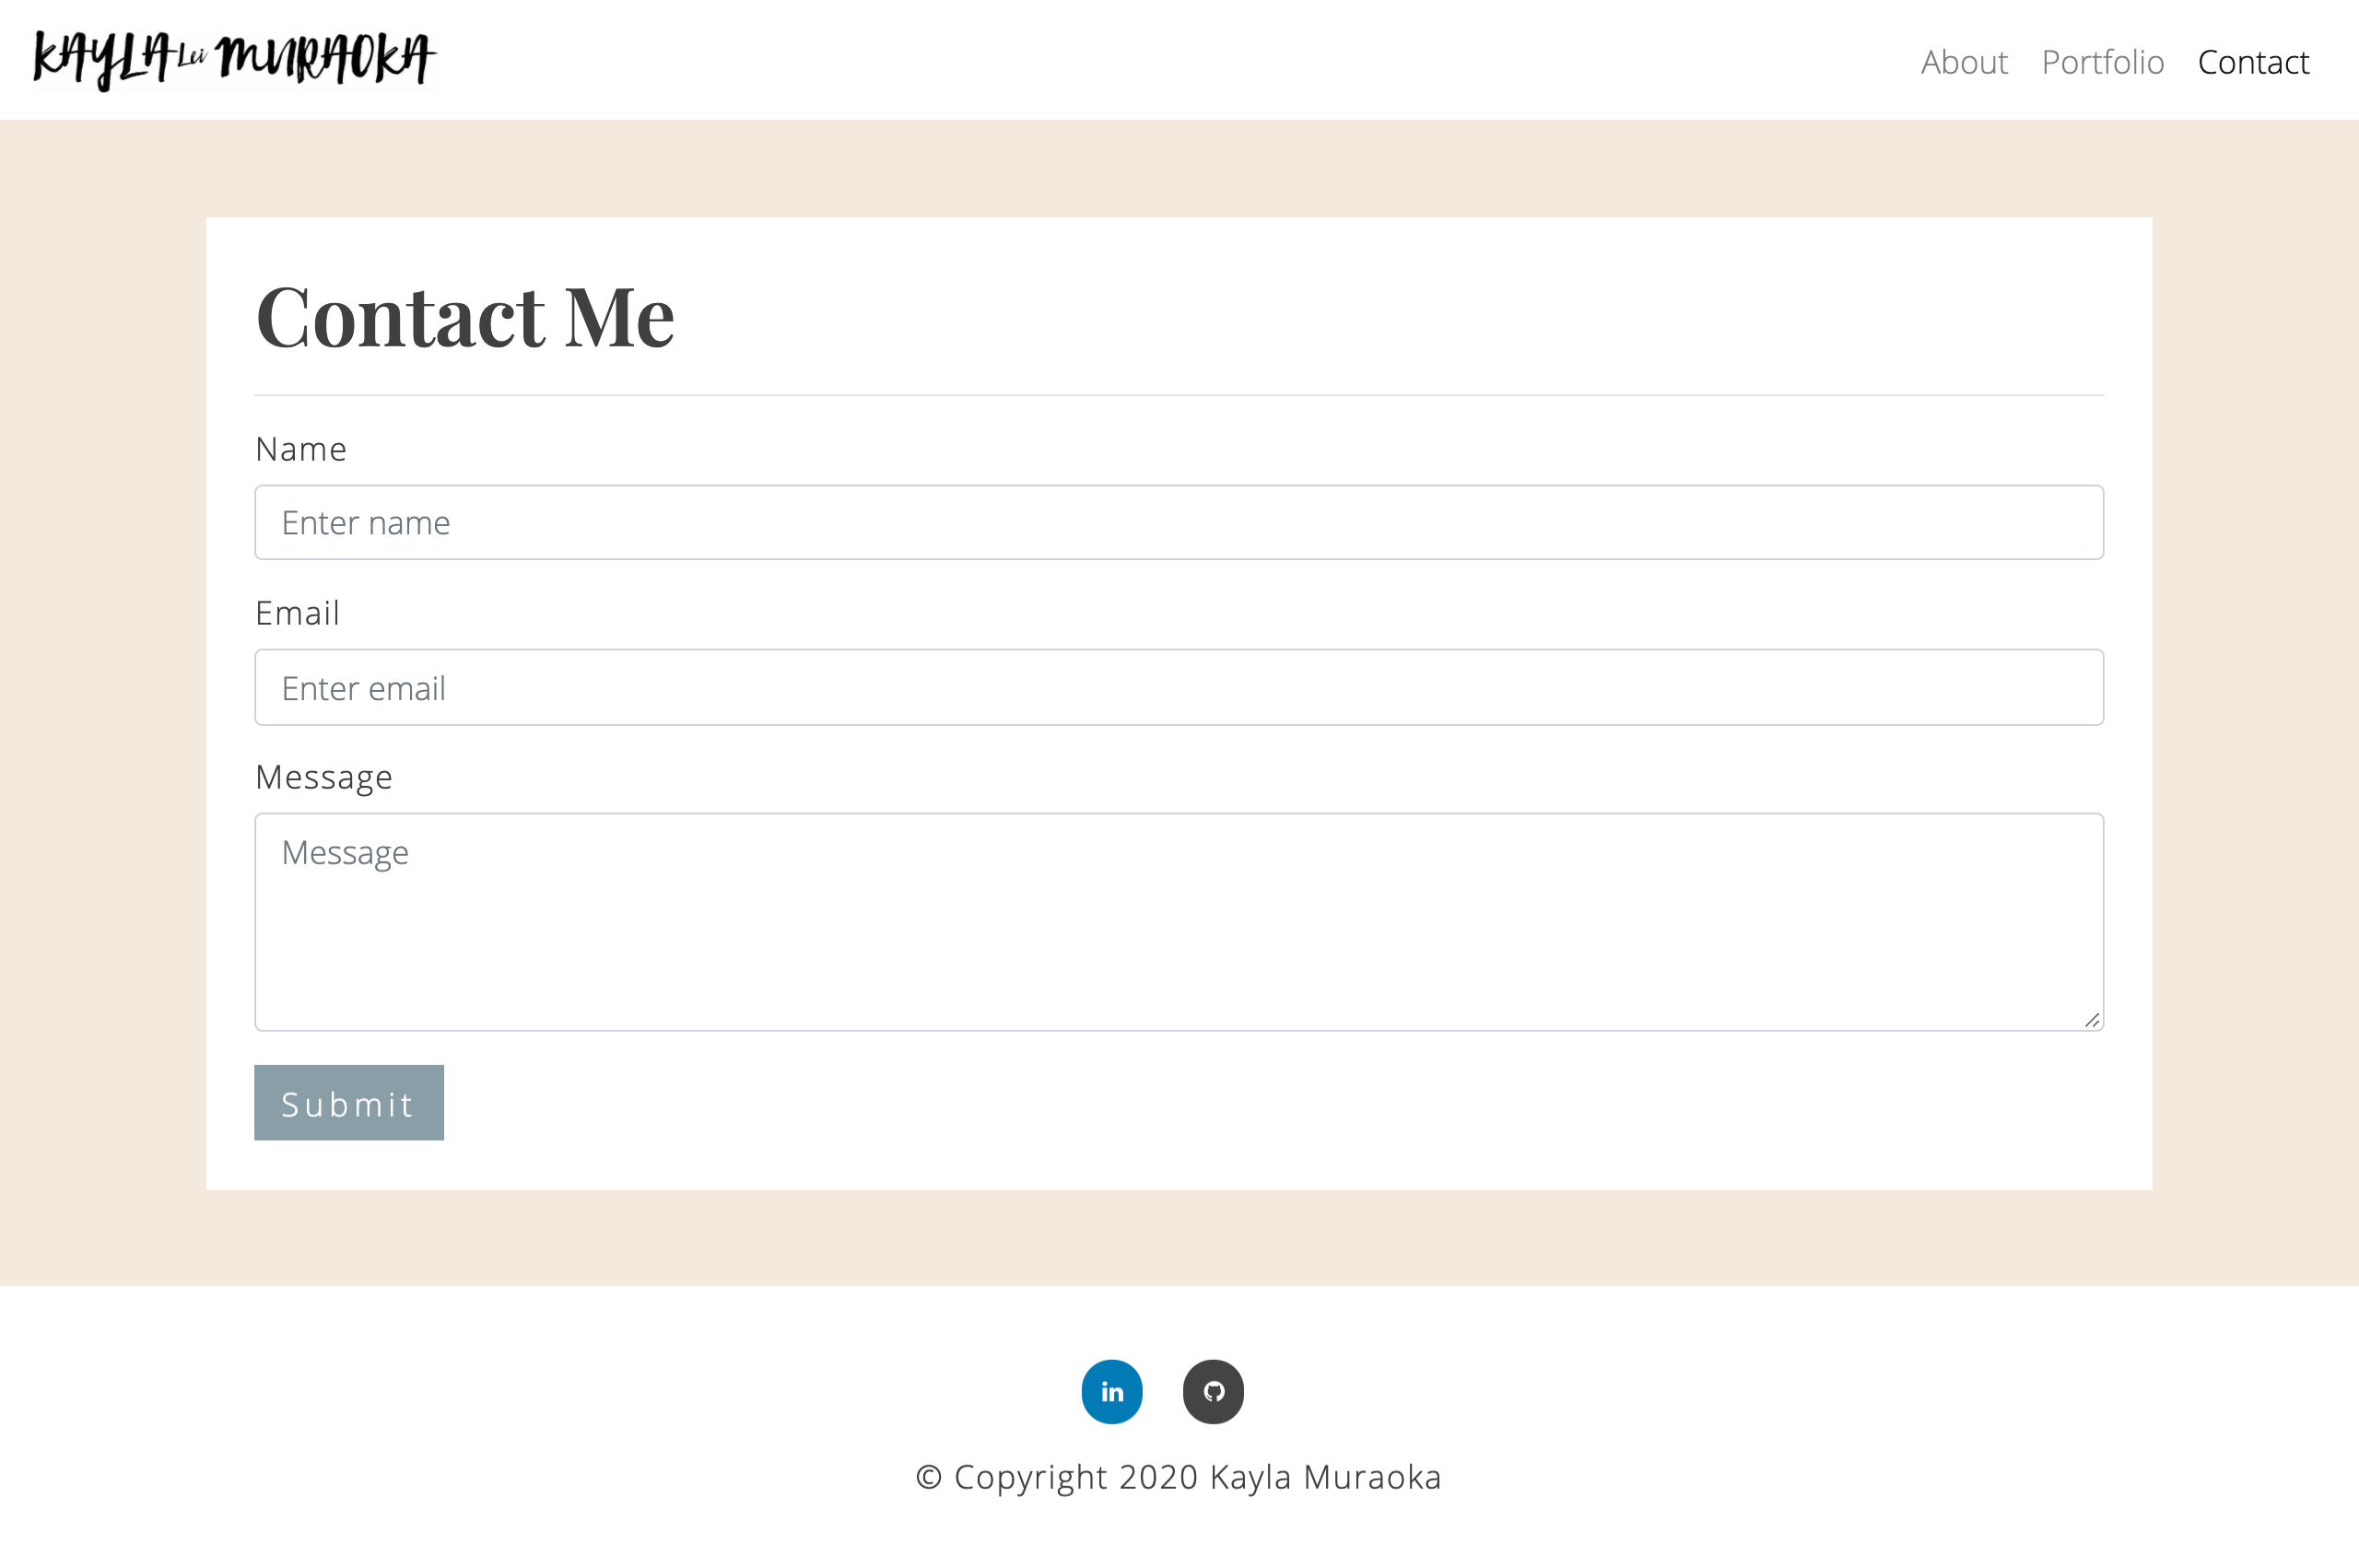 KAYLA Lei MURAOKA
About Portfolio Contact
Contact Me
Name
Enter name
Email
Enter email
Message
Message
Submit
in
© Copyright 2020 Kayla Muraoka